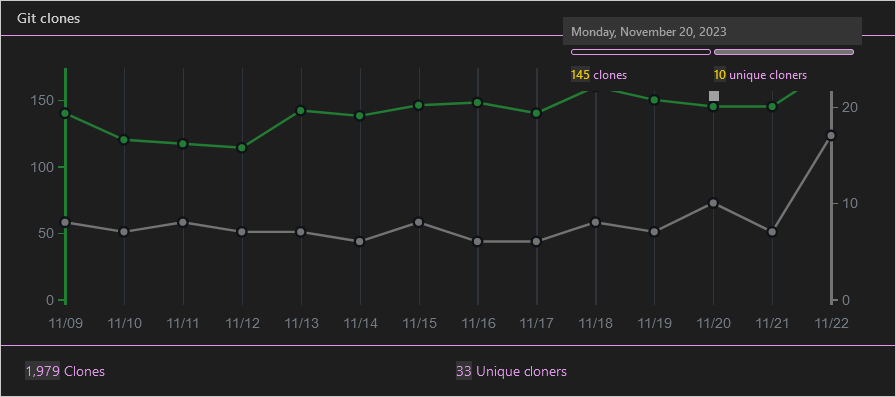 Git clones
Monday, November 20, 2023
145 clones 10 unique cloners
150
100
50
0
20
10
0
11/09 11/10 11/11 11/12 11/13 11/14 11/15 11/16 11/17 11/18 11/19 11/20 11/21 11/22
1,979 Clones 33 Unique cloners